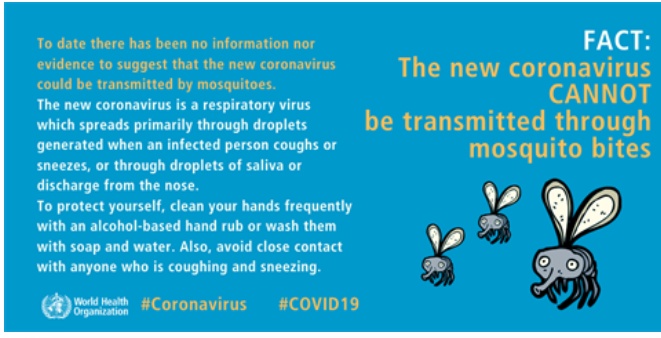 To date there has been no information nor
evidence to suggest that the new coronavirus
could be transmitted by mosquitoes.
The new coronavirus is a respiratory virus
which spreads primarily through droplets
generated when an infected person coughs or
sneezes, or through droplets of saliva or
discharge from the nose.
To protect yourself, clean your hands frequently
with an alcohol-based hand rub or wash them
with soap and water. Also, avoid close contact
with anyone who is coughing and sneezing.
World Health
Organization
#Coronavirus #COVID19
FACT:
The new coronavirus
CANNOT
be transmitted through
mosquito bites